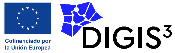 Cofinanciado por
la Unión Europea
DIGIS³